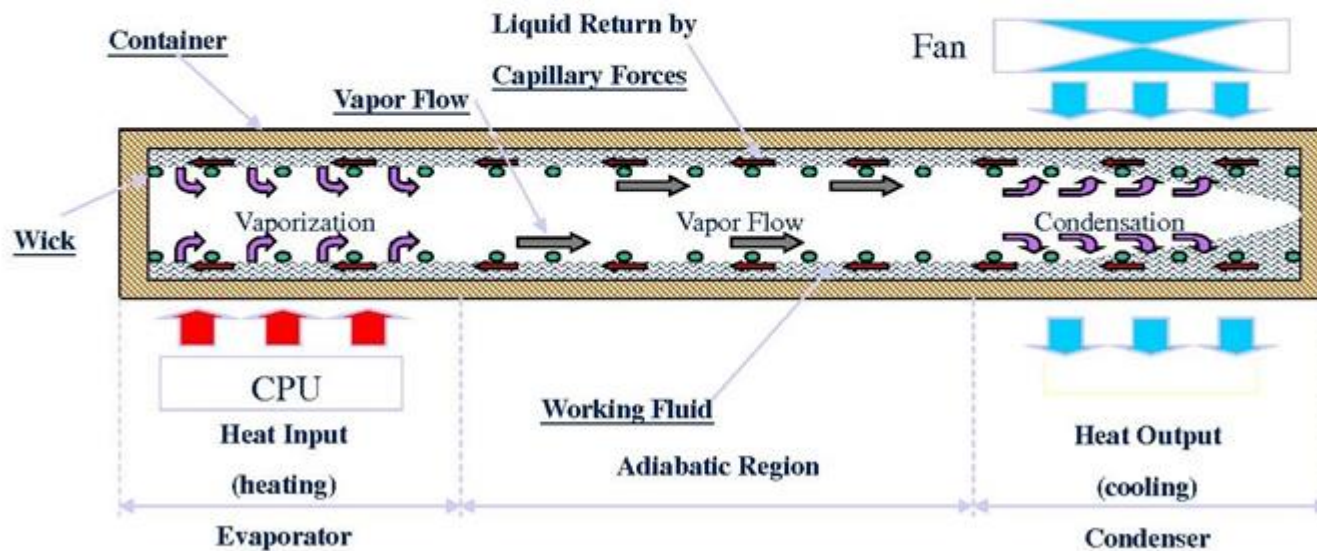 Container
Liquid Return by
Capillary Forces
Fan
Vapor Flow
Vaporization
Vapor Flow
Condensation
Wick
CPU
Working Fluid
Heat Input
(heating)
Evaporator
Adiabatic Region
Heat Output
(cooling)
Condenser